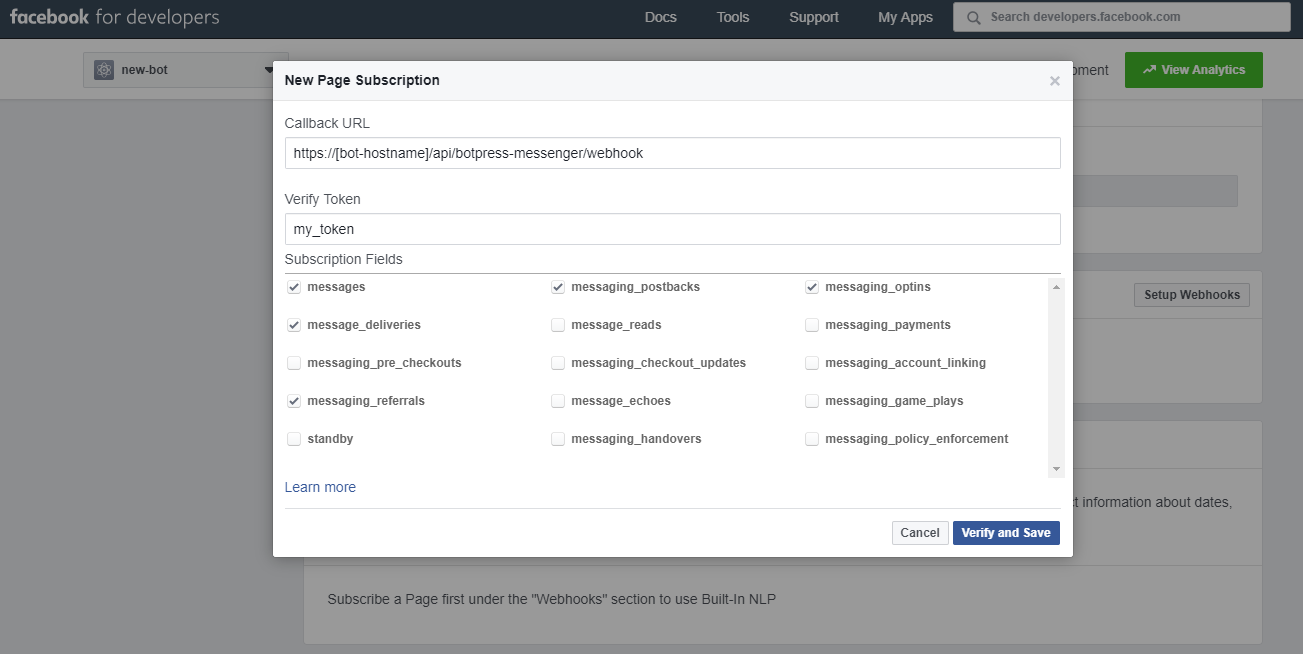 facebook for developers
Docs Tools Support My Apps Search developers.facebook.com
new-bot
View Analytics
New Page Subscription
×
Callback URL
https://[bot-hostname]/api/botpress-messenger/webhook
Verify Token
my_token
Subscription Fields
messages messaging_postbacks messaging_optins
Setup Webhooks
message_deliveries message_reads messaging_payments
messaging_pre_checkouts messaging_checkout_updates messaging_account_linking
messaging_referrals message_echoes messaging_game_plays
standby messaging_handovers messaging_policy_enforcement
Learn more
information about dates,
Cancel Verify and Save
Subscribe a Page first under the "Webhooks" section to use Built-In NLP